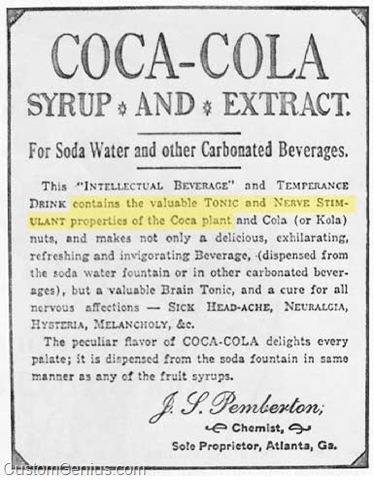 COCA-COLA
SYRUP * AND * EXTRACT.
For Soda Water and other Carbonated Beverages.
This "INTELLECTUAL BEVERAGE" and TEMPERANCE
DRINK contains the valuable TONIC and NERVE STIM-
ULANT properties of the Coca plant and Cola (or Kola)
nuts, and makes not only a delicious, exhilarating,
refreshing and invigorating Beverage, (dispensed from
the soda water fountain or in other carbonated bever-
ages), but a valuable Brain Tonic, and a cure for all
nervous affections — SICK HEAD-ACHE, NEURALGIA,
HYSTERIA, MELANCHOLY, &c.
The peculiar flavor of COCA-COLA delights every
palate; it is dispensed from the soda fountain in same
manner as any of the fruit syrups.
J. S. Pemberton;
Chemist,
Sole Proprietor, Atlanta, Ga.
CustomGenius.com